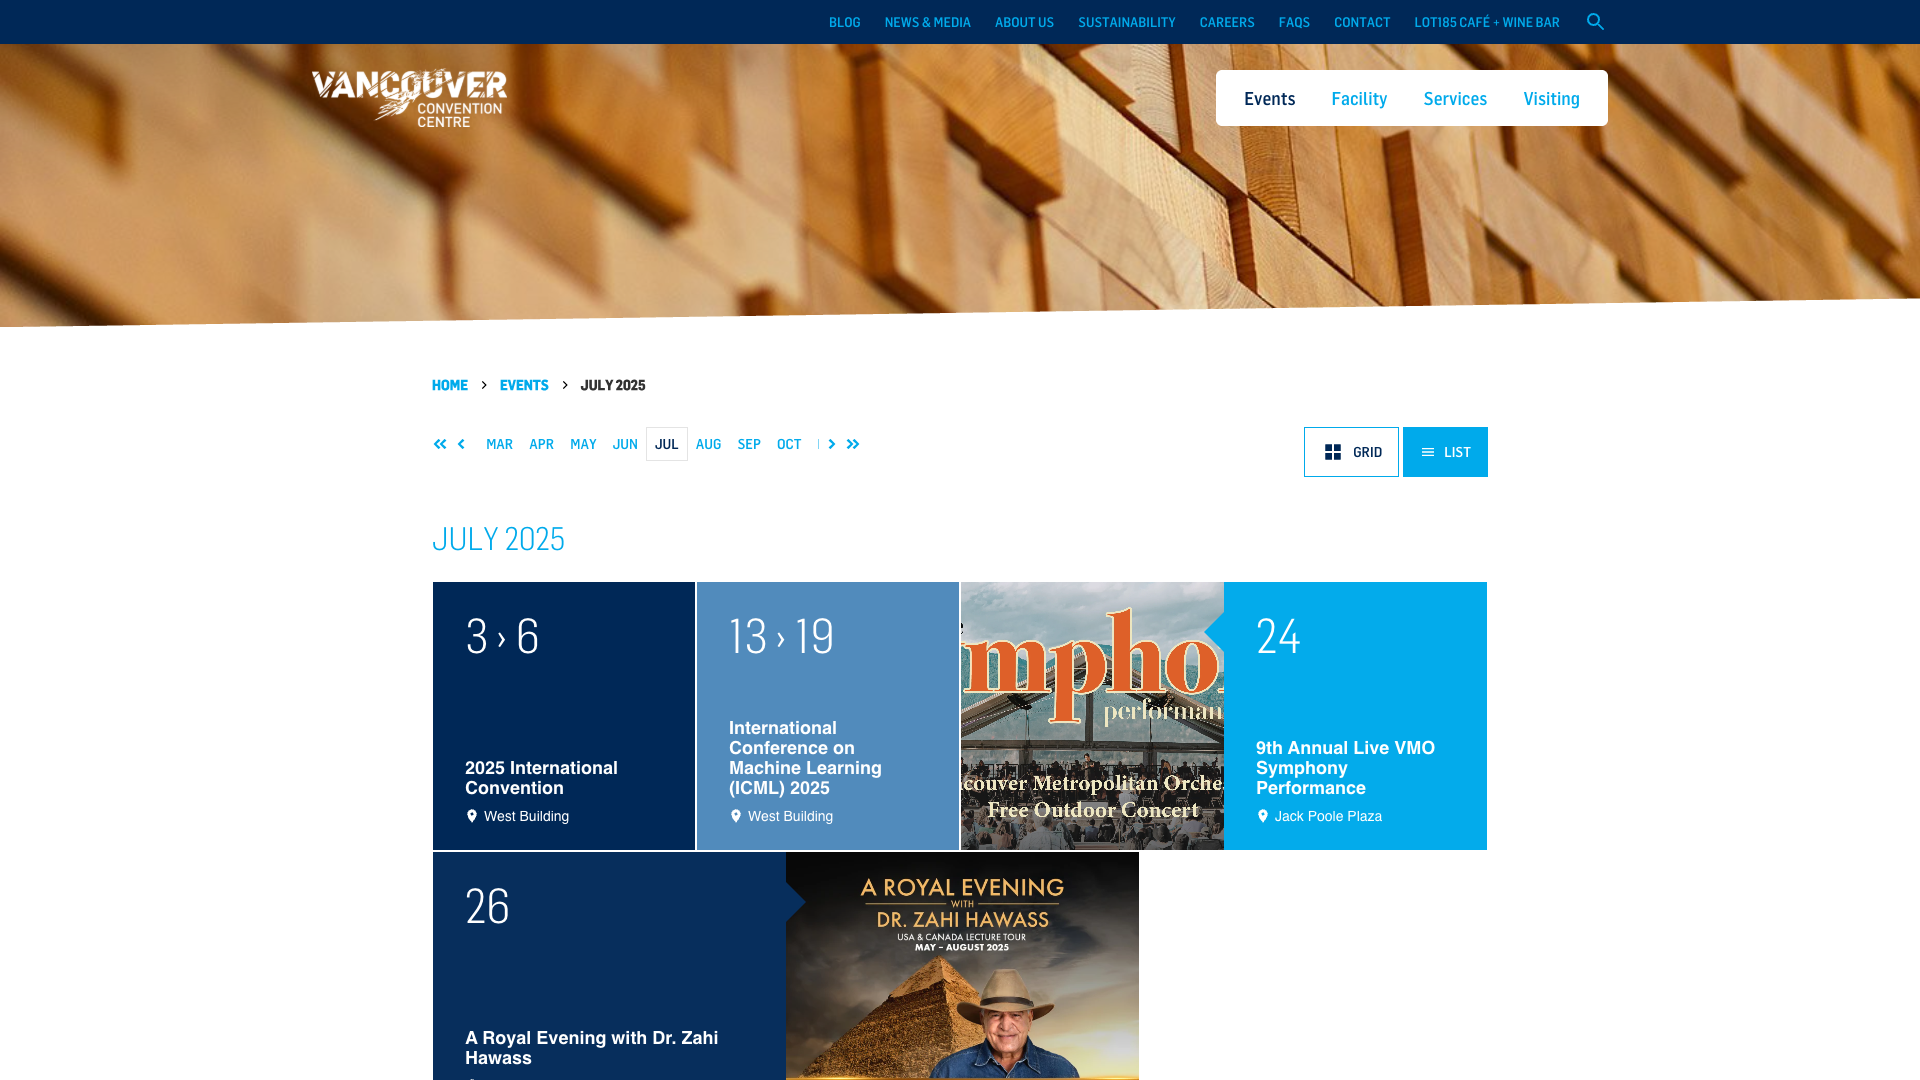 BLOG NEWS & MEDIA ABOUT US SUSTAINABILITY CAREERS FAQS CONTACT LOT185 CAFÉ + WINE BAR
VANCOUVER
CONVENTION
CENTRE
Events Facility Services Visiting
HOME > EVENTS > JULY 2025
MAR APR MAY JUN JUL AUG SEP OCT
GRID LIST
JULY 2025
3 › 6
2025 International
Convention
West Building
13 › 19
International
Conference on
Machine Learning
(ICML) 2025
West Building
mpho
performan
couver Metropolitan Orche
Free Outdoor Concert
24
9th Annual Live VMO
Symphony
Performance
Jack Poole Plaza
26
A Royal Evening with Dr. Zahi
Hawass
A ROYAL EVENING
WITH
DR. ZAHI HAWASS
USA & CANADA LECTURE TOUR
MAY – AUGUST 2025